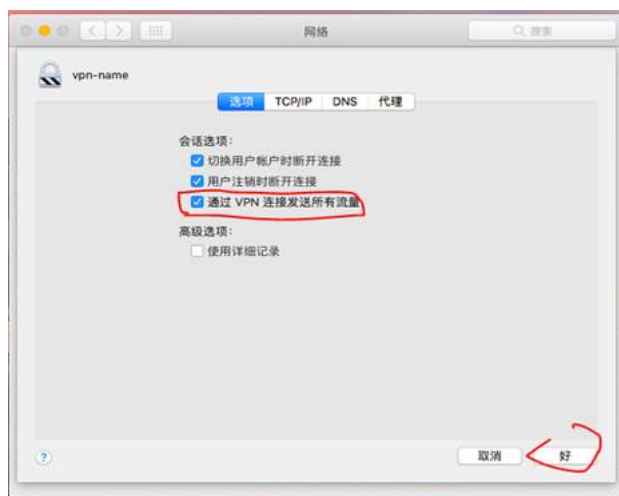 网络
搜索
vpn-name
选项 TCP/IP DNS 代理
会话选项:
切换用户帐户时断开连接
用户注销时断开连接
通过 VPN 连接发送所有流量
高级选项:
使用详细记录
? 取消 好